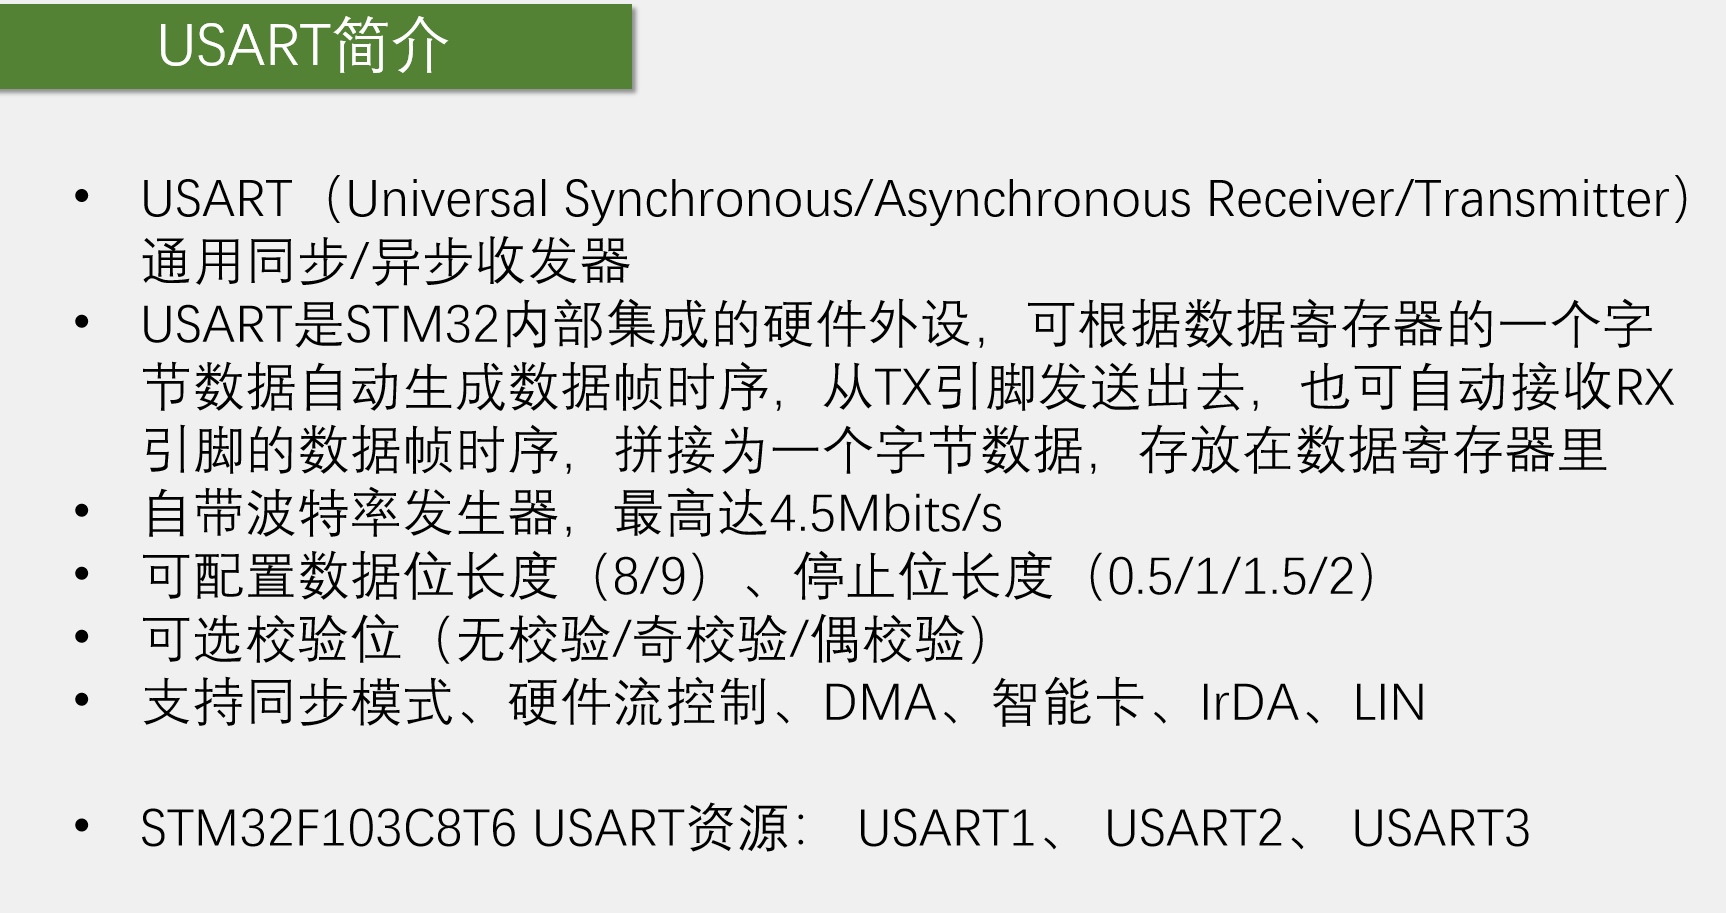 USART简介
• USART（Universal Synchronous/Asynchronous Receiver/Transmitter）
通用同步/异步收发器
• USART是STM32内部集成的硬件外设，可根据数据寄存器的一个字
节数据自动生成数据帧时序，从TX引脚发送出去，也可自动接收RX
引脚的数据帧时序，拼接为一个字节数据，存放在数据寄存器里
• 自带波特率发生器，最高达4.5Mbits/s
• 可配置数据位长度（8/9）、停止位长度（0.5/1/1.5/2）
• 可选校验位（无校验/奇校验/偶校验）
• 支持同步模式、硬件流控制、DMA、智能卡、IrDA、LIN
• STM32F103C8T6 USART资源： USART1、 USART2、 USART3